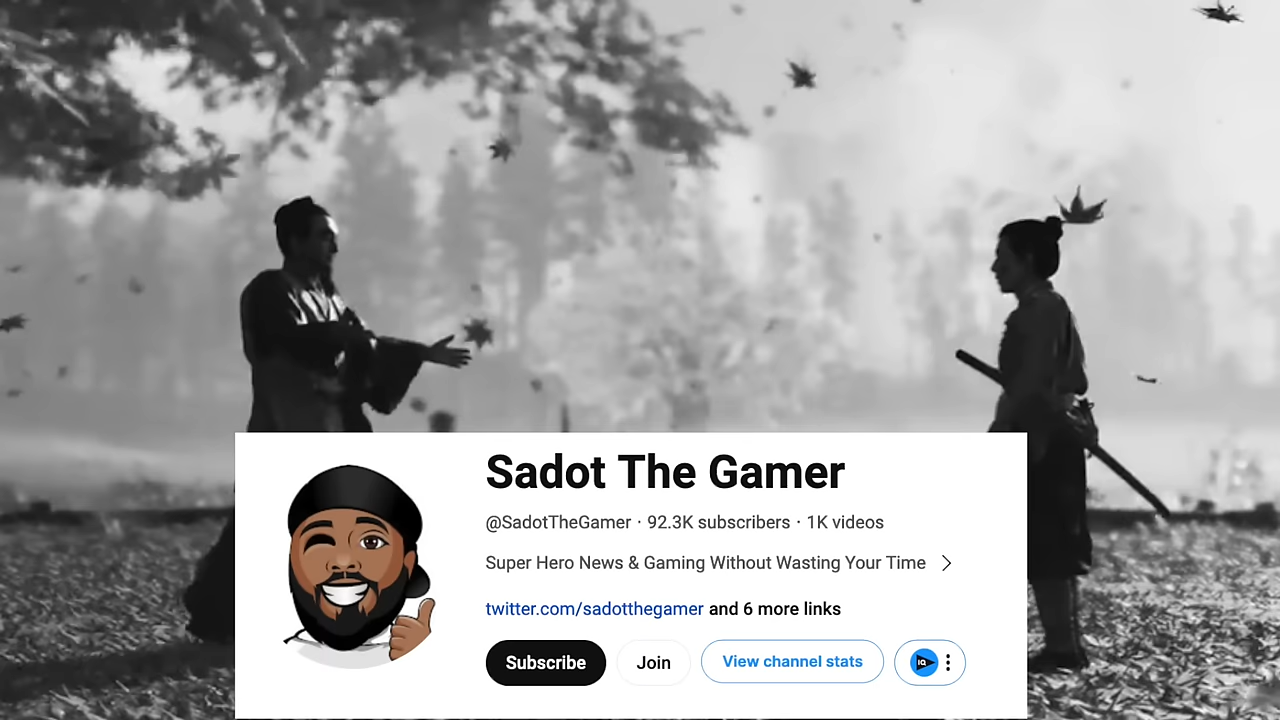 Sadot The Gamer
@SadotTheGamer · 92.3K subscribers · 1K videos
Super Hero News & Gaming Without Wasting Your Time
twitter.com/sadotthegamer and 6 more links
Subscribe Join View channel stats IQ